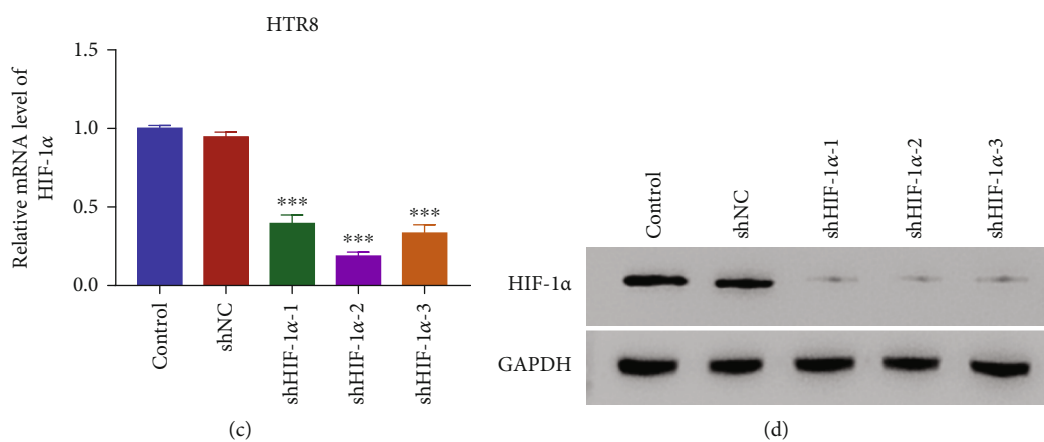 HTR8
Relative mRNA level of
HIF-1α
1.5
1.0
0.5
0.0
***
***
***
Control
shNC
shHIF-1α-1
shHIF-1α-2
shHIF-1α-3
(c)
Control
shNC
shHIF-1α-1
shHIF-1α-2
shHIF-1α-3
HIF-1α
GAPDH
(d)